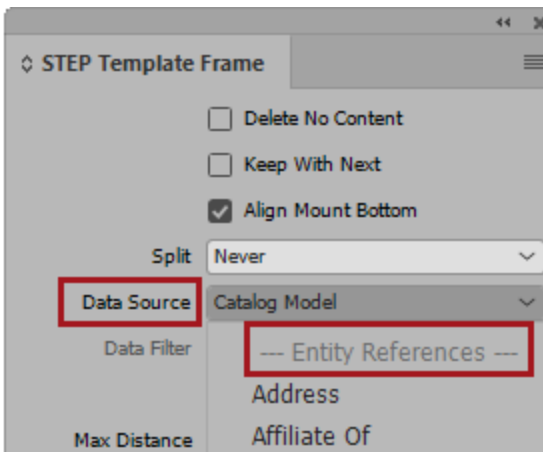 STEP Template Frame
Delete No Content
Keep With Next
Align Mount Bottom
Split Never
Data Source Catalog Model
Data Filter --- Entity References ---
Address
Max Distance Affiliate Of